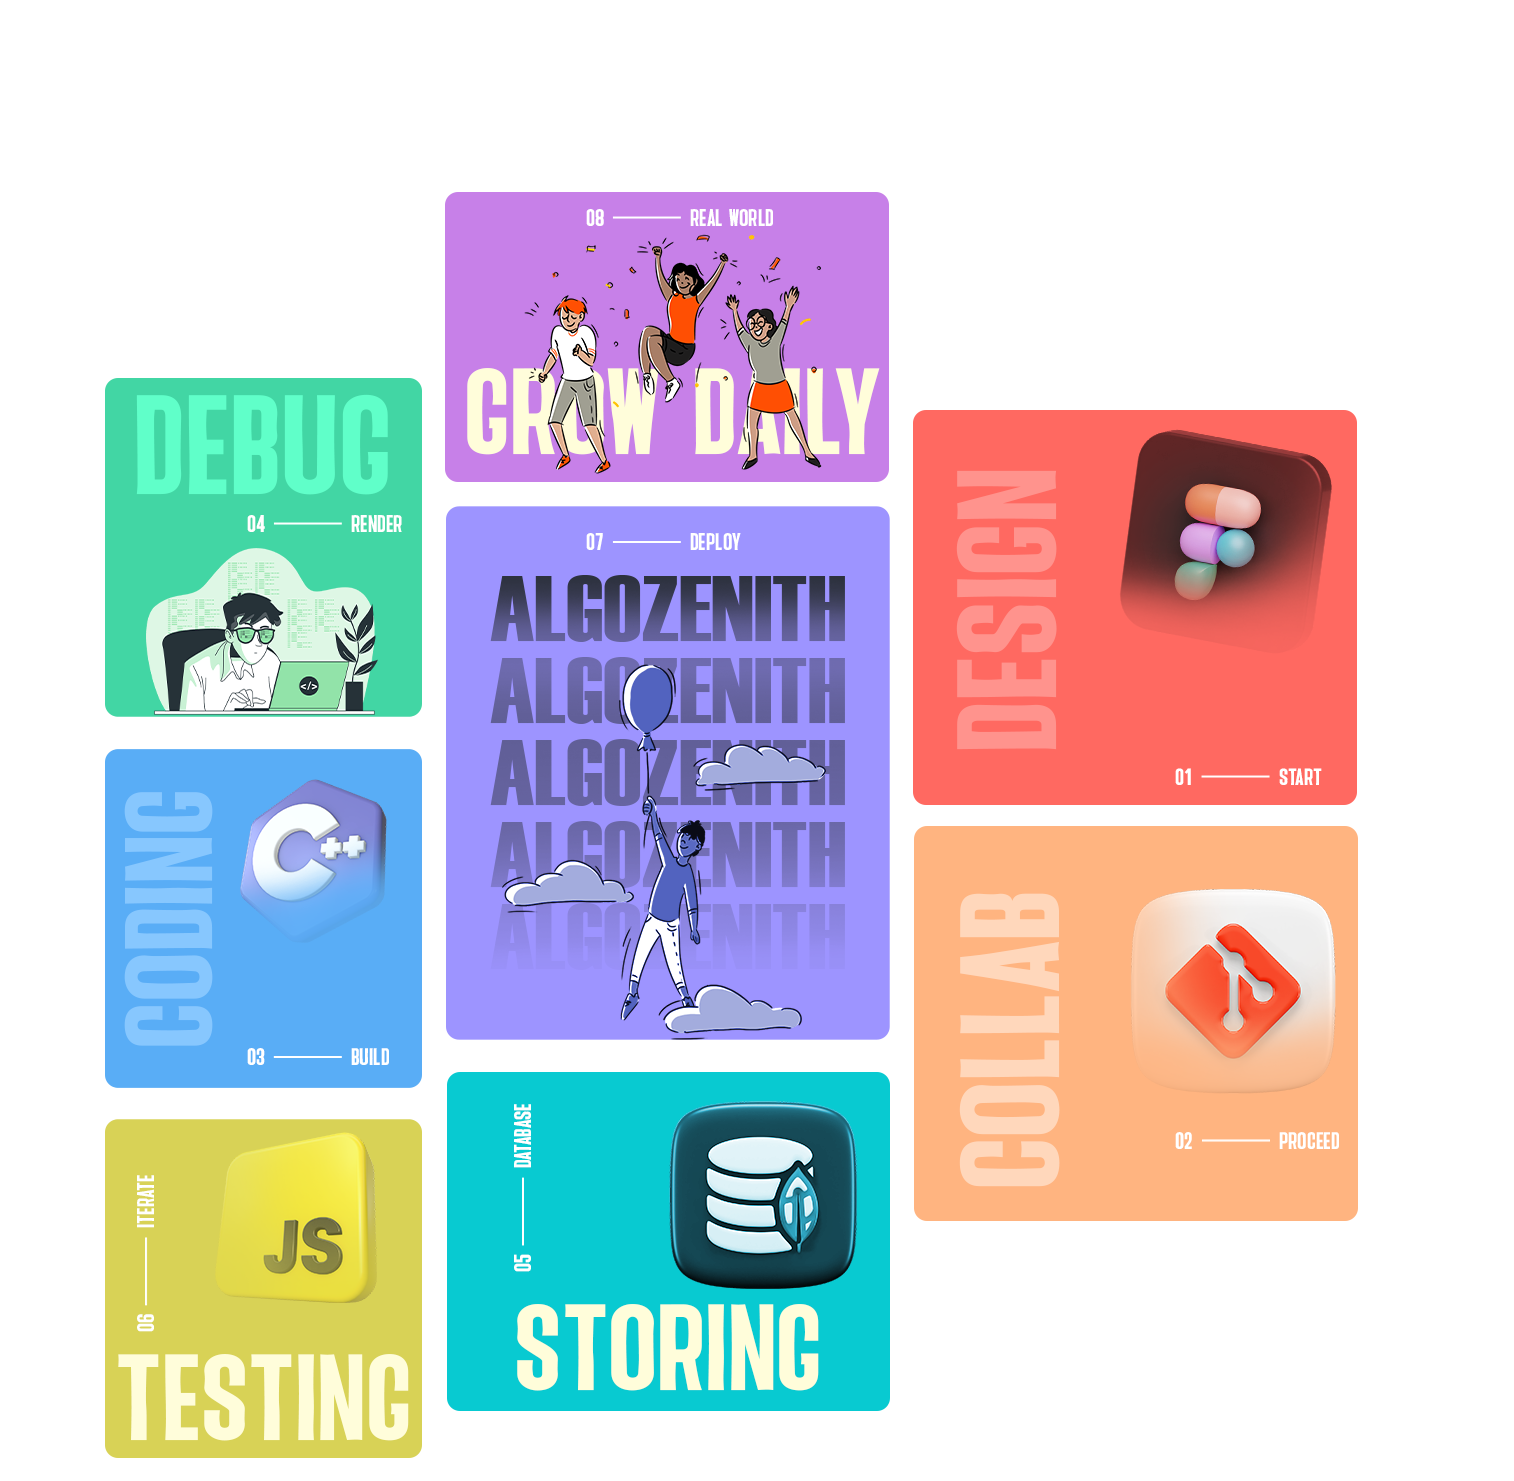 08 REAL WORLD
GROW DAILY
DEBUG
04 RENDER
</>
07 DEPLOY
ALGOZENITH
ALGOZENITH
ALGOZENITH
ALGOZENITH
ALGOZENITH
DESIGN
01 START
CODING
C++
03 BUILD
COLLAB
02 PROCEED
06 ITERATE
JS
TESTING
05 DATABASE
STORING